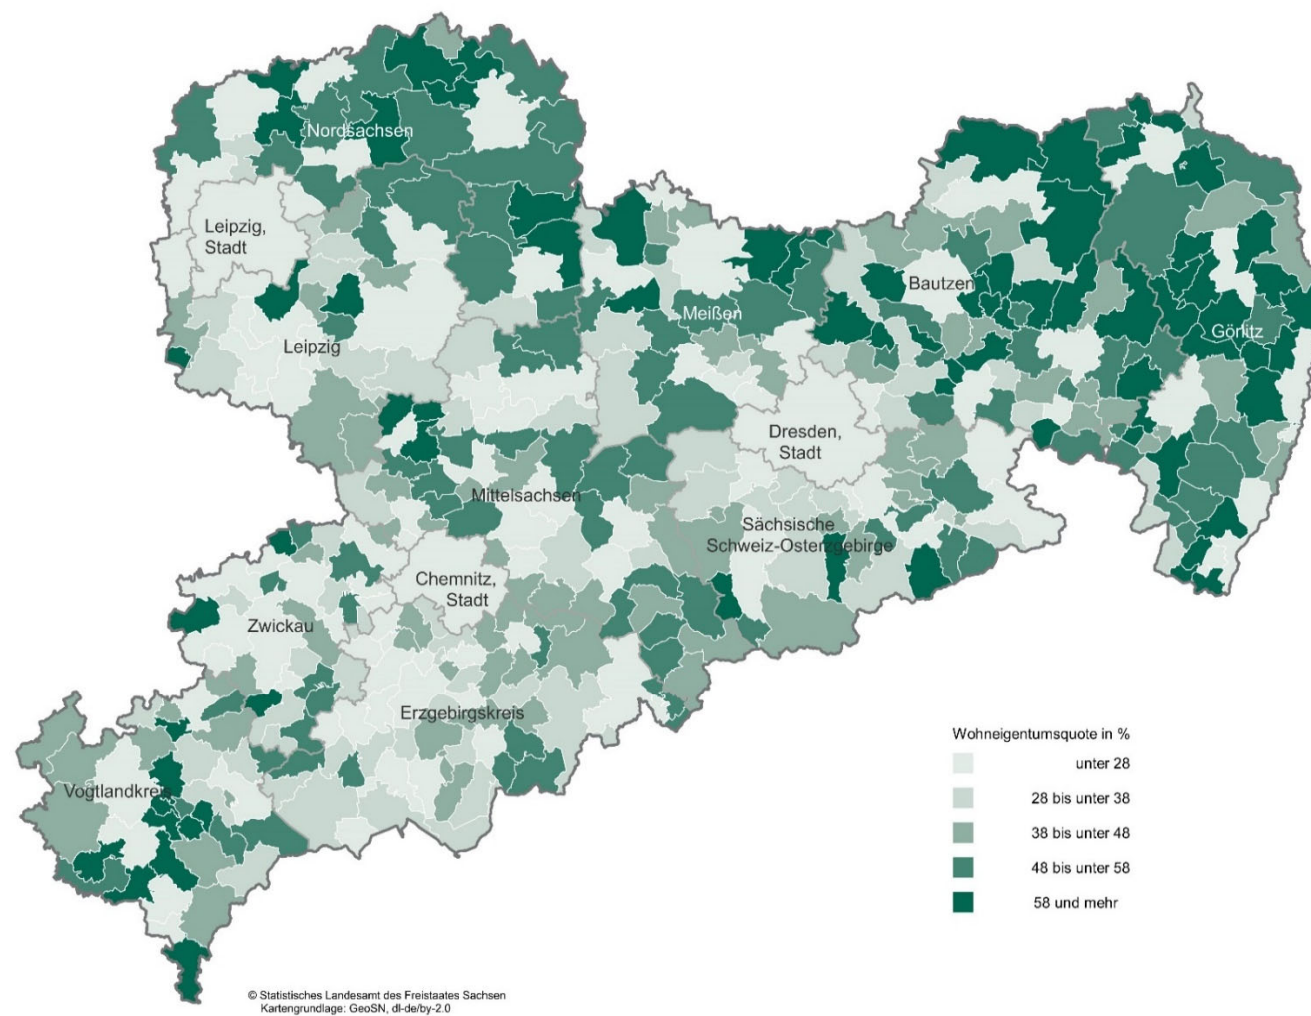 Nordsachsen
Leipzig,
Stadt
Bautzen
Meißen
Görlitz
Leipzig
Dresden,
Stadt
Mittelsachsen
Sächsische
Schweiz-Osterzgebirge
Chemnitz,
Stadt
Zwickau
Erzgebirgskreis
Vogtlandkreis
Wohneigentumsquote in %
unter 28
28 bis unter 38
38 bis unter 48
48 bis unter 58
58 und mehr
© Statistisches Landesamt des Freistaates Sachsen
Kartengrundlage: GeoSN, dl-de/by-2.0